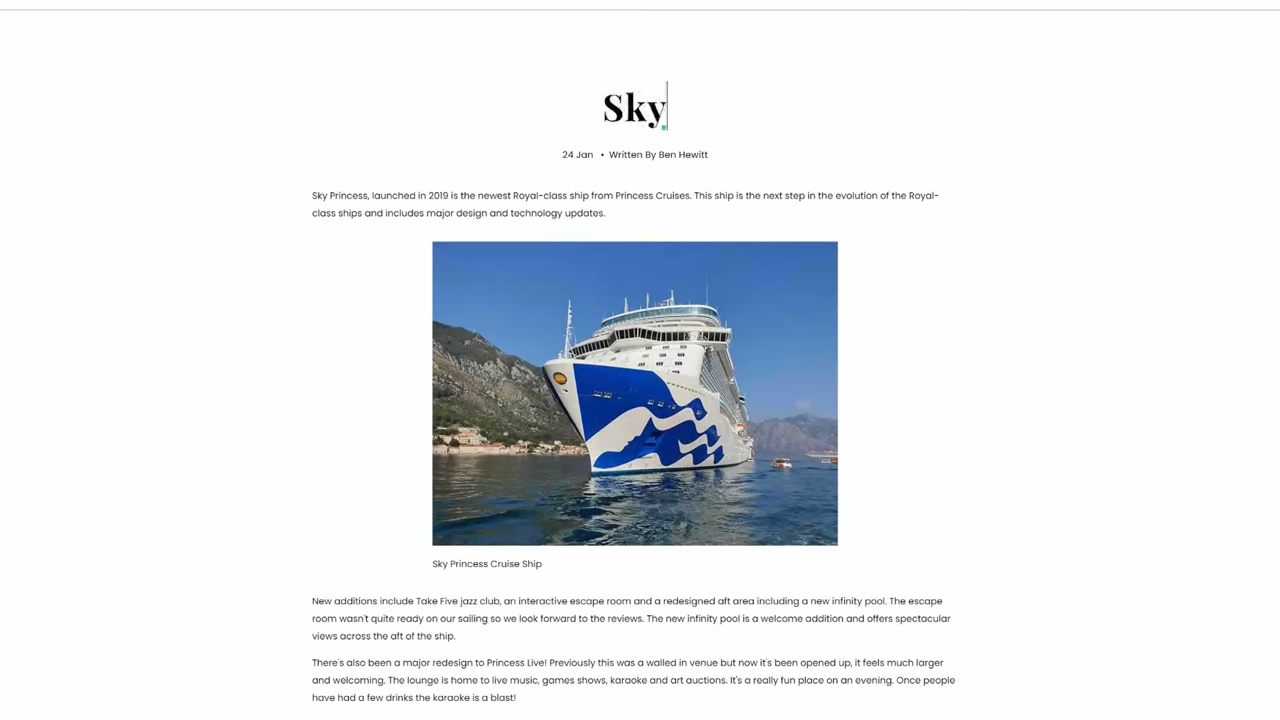 Sky
24 Jan • Written By Ben Hewitt
Sky Princess, launched in 2019 is the newest Royal-class ship from Princess Cruises. This ship is the next step in the evolution of the Royal-
class ships and includes major design and technology updates.
Sky Princess Cruise Ship
New additions include Take Five jazz club, an interactive escape room and a redesigned aft area including a new infinity pool. The escape
room wasn't quite ready on our sailing so we look forward to the reviews. The new infinity pool is a welcome addition and offers spectacular
views across the aft of the ship.
There's also been a major redesign to Princess Live! Previously this was a walled in venue but now it's been opened up, it feels much larger
and welcoming. The lounge is home to live music, games shows, karaoke and art auctions. It's a really fun place on an evening. Once people
have had a few drinks the karaoke is a blast!